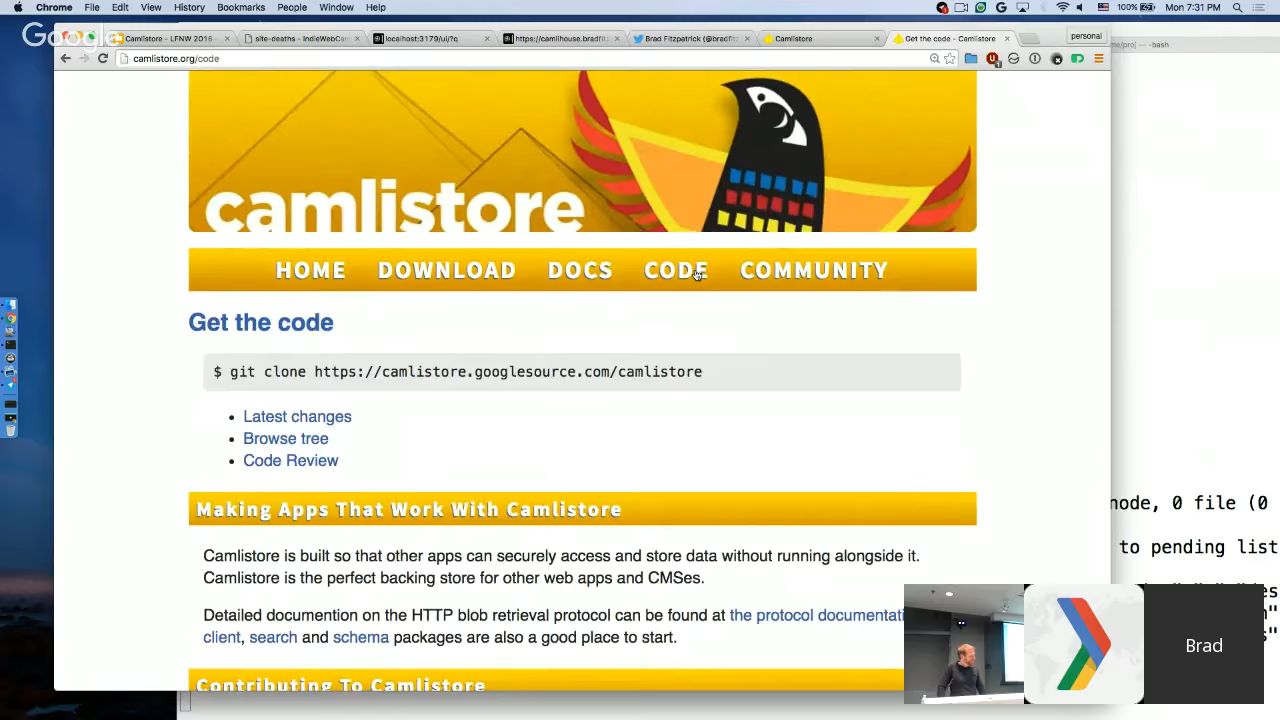 Chrome File Edit View History Bookmarks People Window Help 100% Mon 7:31 PM
Google
Camlistore - LFNW 2016 site-deaths - IndieWebCam localhost:3179/ui/?q https://camlihouse.bradfitz Brad Fitzpatrick (@bradfitz Camlistore Get the code - Camlistore personal
-bash
camlistore.org/code
camlistore
HOME DOWNLOAD DOCS CODE COMMUNITY
Get the code
$ git clone https://camlistore.googlesource.com/camlistore
Latest changes
Browse tree
Code Review
Making Apps That Work With Camlistore
node, 0 file (0
to pending list
Camlistore is built so that other apps can securely access and store data without running alongside it.
Camlistore is the perfect backing store for other web apps and CMSes.
Detailed documention on the HTTP blob retrieval protocol can be found at the protocol documentati
client, search and schema packages are also a good place to start.
Contributing To Camlistore
Brad